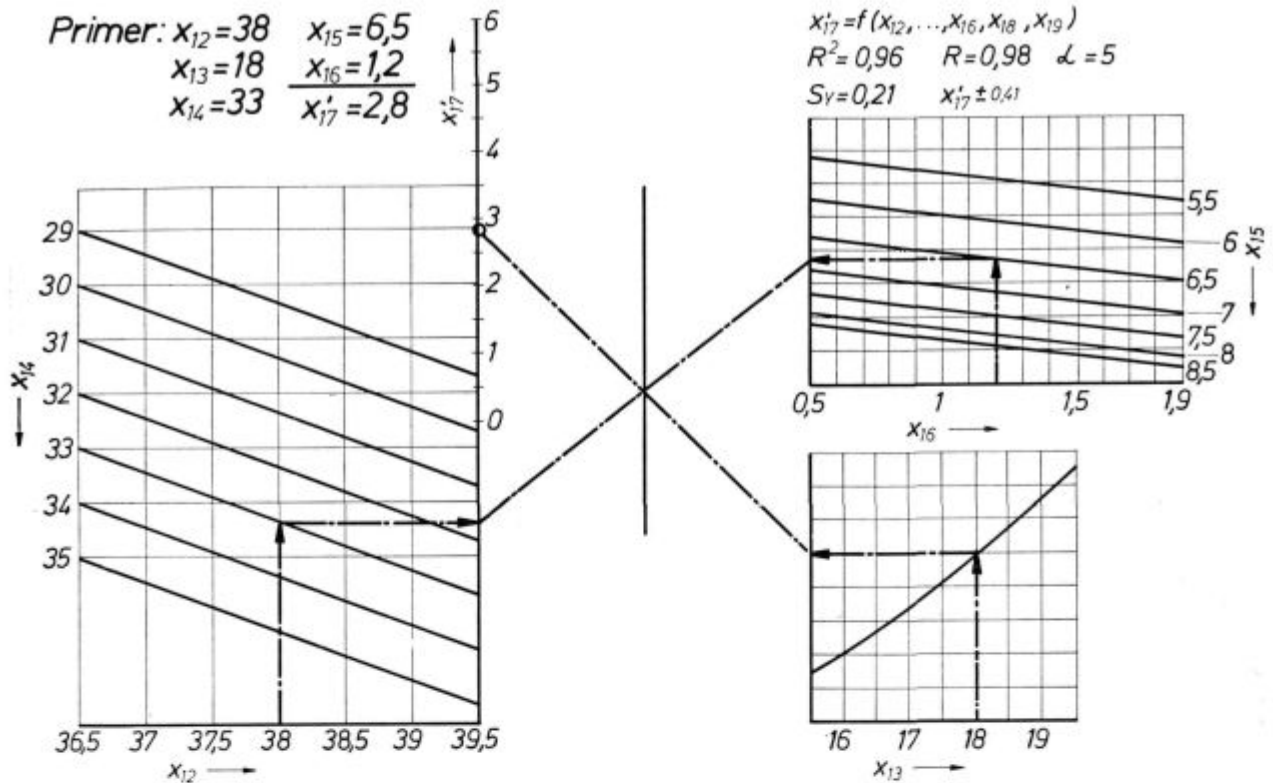 Primer: x12=38 x15=6,5
x13=18 x16=1,2
x14=33 x'17=2,8
x'17
6
5
4
3
2
1
0
29
30
31
32
33
34
35
x14
36,5 37 37,5 38 38,5 39 39,5
x12
x'17=f(x12,...,x16,x18,x19)
R²=0,96 R=0,98 α=5
Sy=0,21 x'17 ±0,41
5,5
6
6,5
7
7,5
8
8,5
x15
0,5 1 1,5 1,9
x16
16 17 18 19
x13